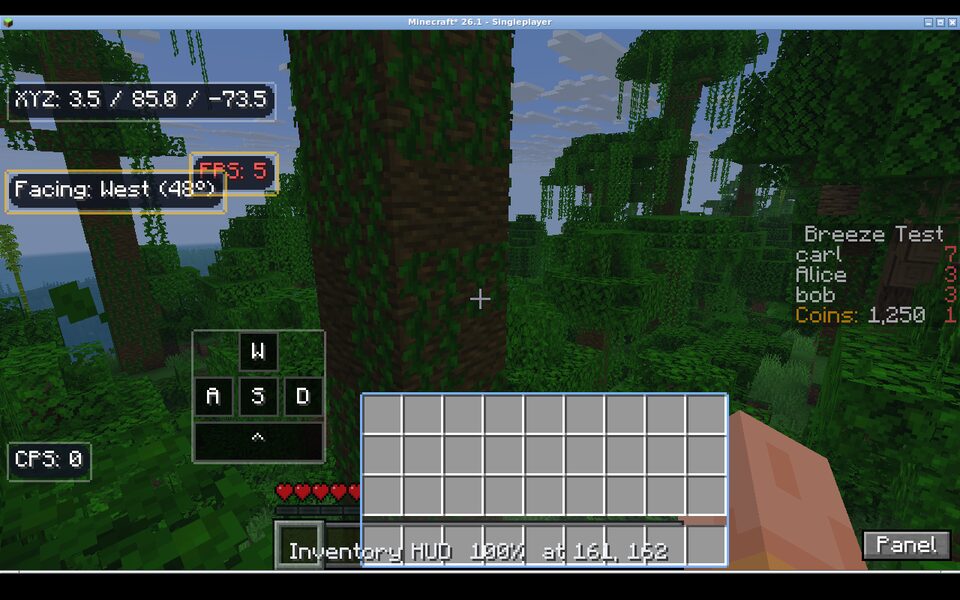 Minecraft* 26.1 - Singleplayer
XYZ: 3.5 / 85.0 / -73.5
FPS: 5
Facing: West (48°)
Breeze Test
carl 7
Alice 3
bob 3
Coins: 1,250 1
W
A S D
^
CPS: 0
Inventory HUD 100% at 161, 162
Panel